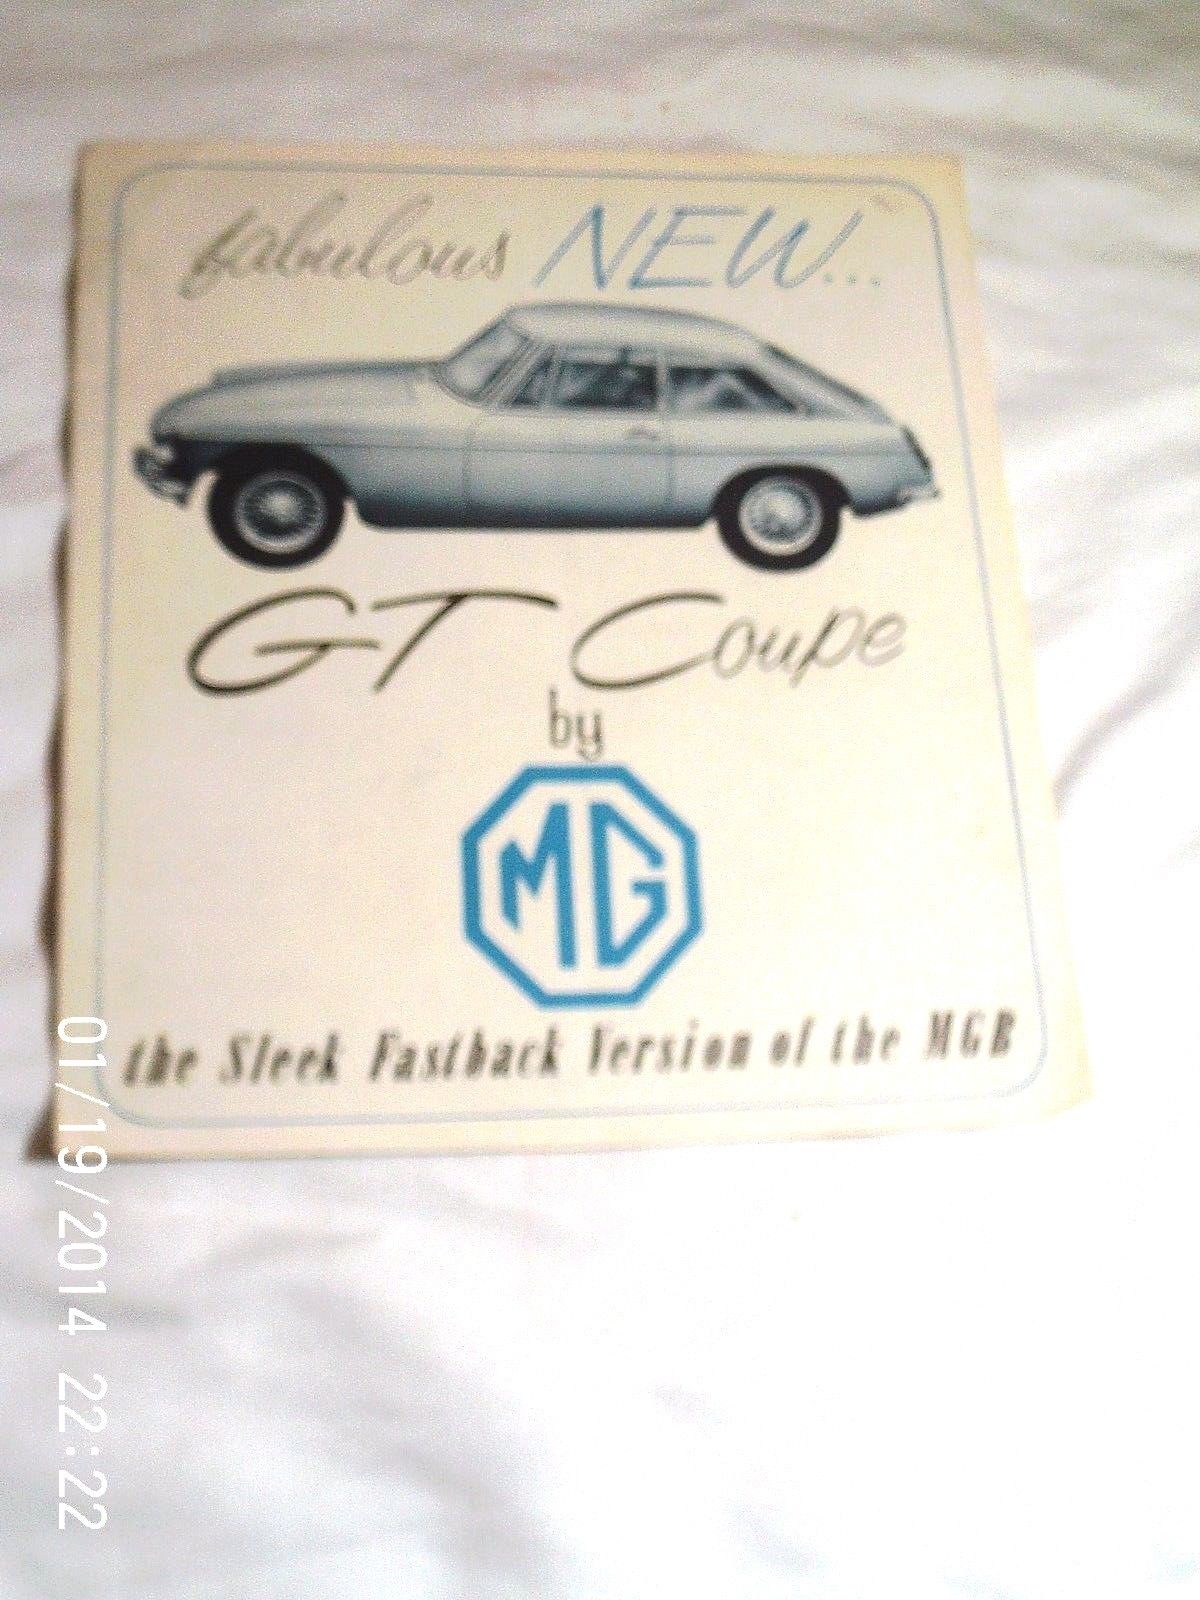 fabulous NEW...
GT Coupe
by
MG
the Sleek Fastback Version of the MGB
01/19/2014 22:22